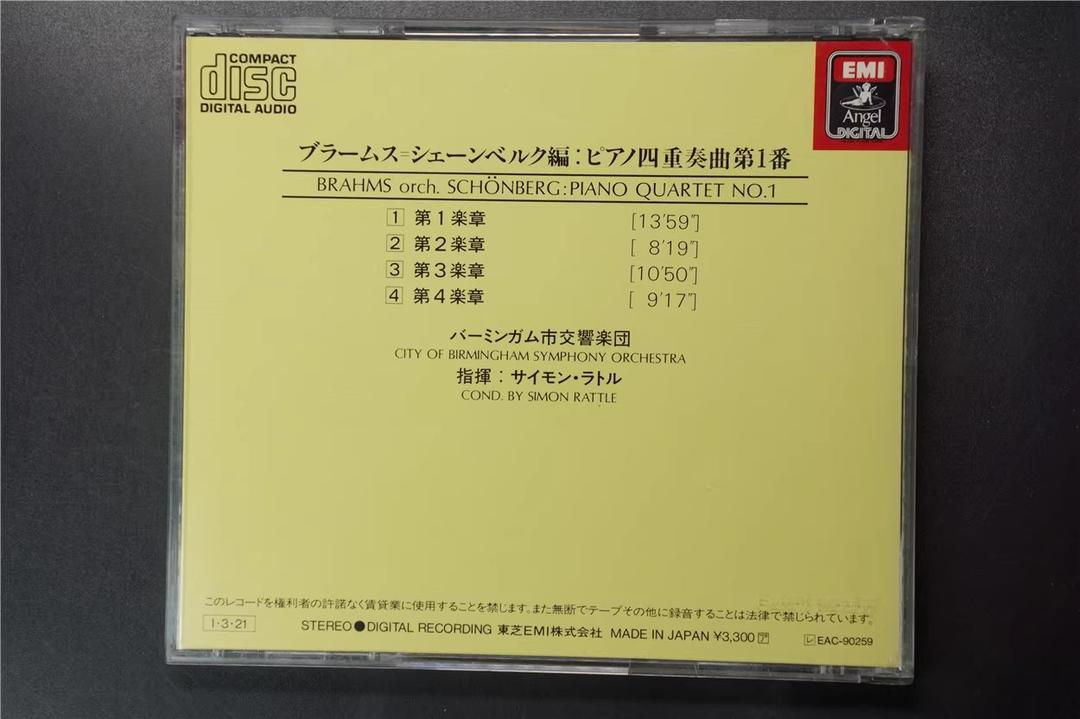 COMPACT
disc
DIGITAL AUDIO
EMI
Angel
DIGITAL
ブラームス=シェーンベルク編:ピアノ四重奏曲第1番
BRAHMS orch. SCHÖNBERG:PIANO QUARTET NO.1
1 第1楽章 [13'59"]
2 第2楽章 [ 8'19"]
3 第3楽章 [10'50"]
4 第4楽章 [ 9'17"]
バーミンガム市交響楽団
CITY OF BIRMINGHAM SYMPHONY ORCHESTRA
指揮:サイモン・ラトル
COND. BY SIMON RATTLE
このレコードを権利者の許諾なく賃貸業に使用することを禁じます。また無断でテープその他に録音することは法律で禁じられています。
I・3・21 STEREO●DIGITAL RECORDING 東芝EMI株式会社 MADE IN JAPAN ¥3,300 ア レ EAC-90259